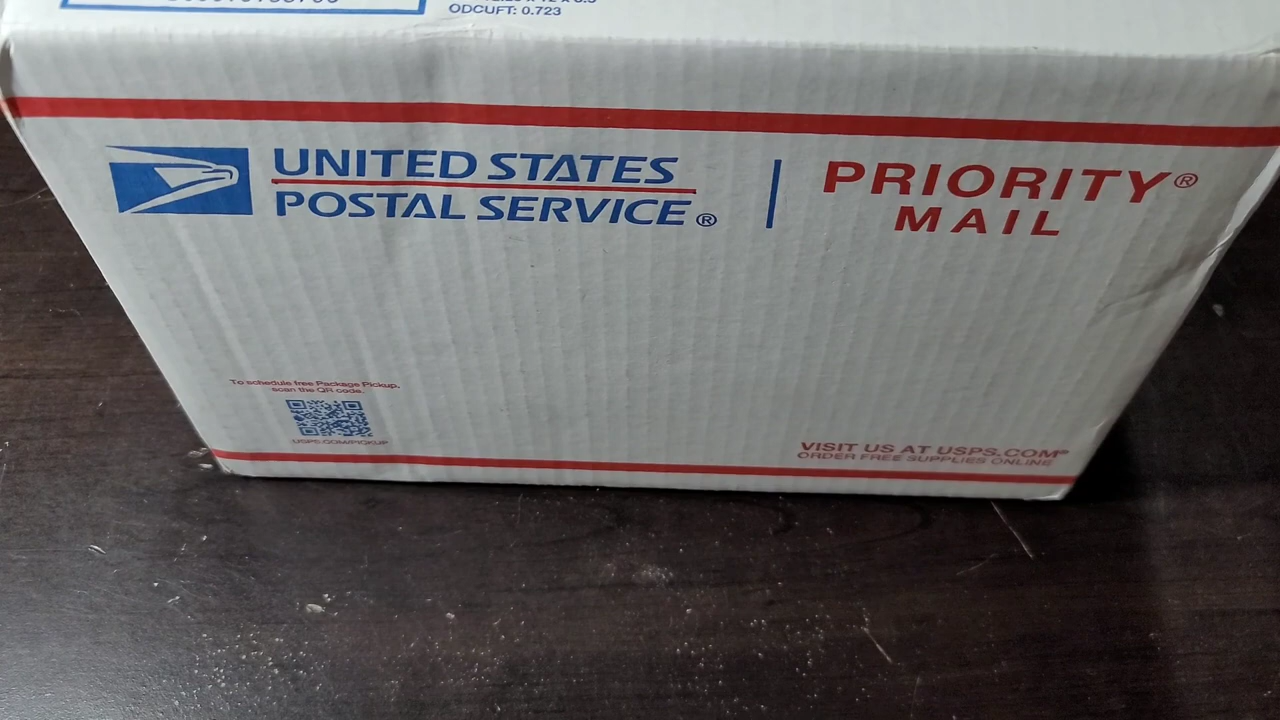 ODCUFT: 0.723
UNITED STATES
POSTAL SERVICE®
PRIORITY®
MAIL
To schedule free Package Pickup,
scan the QR code.
USPS.COM/PICKUP
VISIT US AT USPS.COM®
ORDER FREE SUPPLIES ONLINE